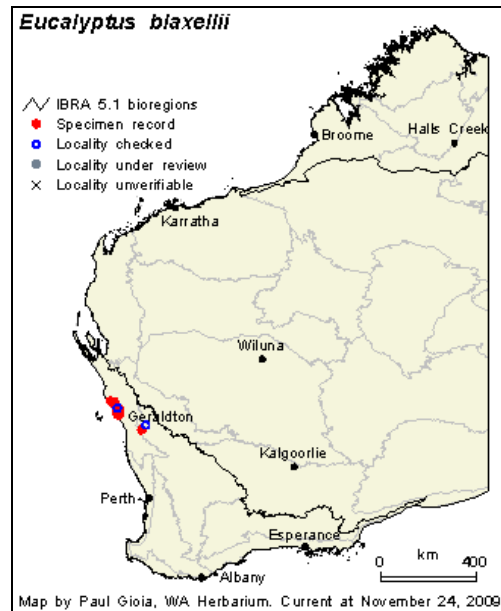 Eucalyptus blaxellii
IBRA 5.1 bioregions
Specimen record
Locality checked
Locality under review
Locality unverifiable
Broome
Halls Creek
Karratha
Wiluna
Geraldton
Kalgoorlie
Perth
Esperance
Albany
km
0 400
Map by Paul Gioia, WA Herbarium. Current at November 24, 2009